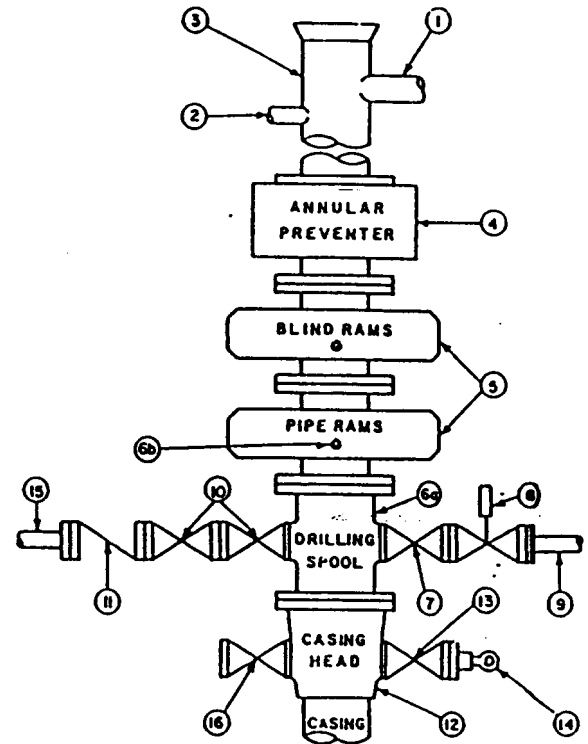 3
1
2
ANNULAR
PREVENTER
4
BLIND RAMS
5
PIPE RAMS
6b
15
10
6a
8
DRILLING
SPOOL
11
7
13
9
CASING
HEAD
16
12
14
CASING